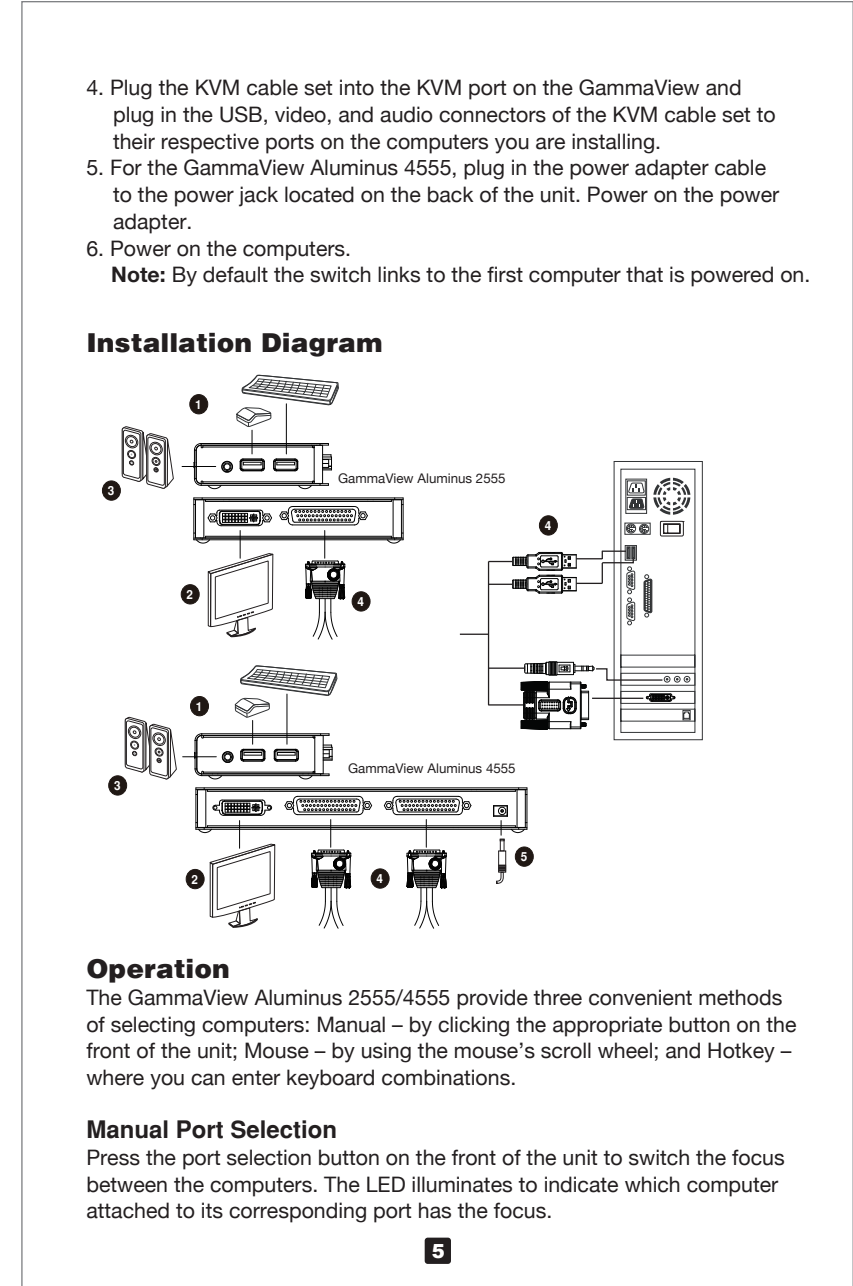 4. Plug the KVM cable set into the KVM port on the GammaView and
plug in the USB, video, and audio connectors of the KVM cable set to
their respective ports on the computers you are installing.
5. For the GammaView Aluminus 4555, plug in the power adapter cable
to the power jack located on the back of the unit. Power on the power
adapter.
6. Power on the computers.
Note: By default the switch links to the first computer that is powered on.
Installation Diagram
1
3
GammaView Aluminus 2555
4
2
4
1
3
GammaView Aluminus 4555
5
2
4
Operation
The GammaView Aluminus 2555/4555 provide three convenient methods
of selecting computers: Manual – by clicking the appropriate button on the
front of the unit; Mouse – by using the mouse’s scroll wheel; and Hotkey –
where you can enter keyboard combinations.
Manual Port Selection
Press the port selection button on the front of the unit to switch the focus
between the computers. The LED illuminates to indicate which computer
attached to its corresponding port has the focus.
5